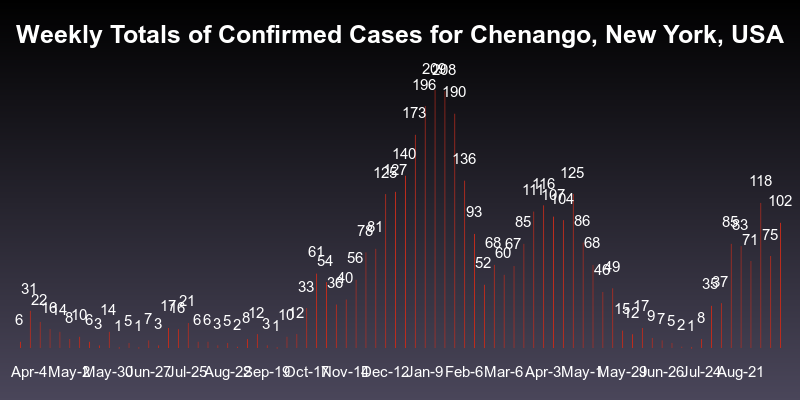 Weekly Totals of Confirmed Cases for Chenango, New York, USA
6 31 22 16 14 8 10 6 3 14 1 5 1 7 3 17 16 21 6 6 3 5 2 8 12 3 1 10 12 33 61 54 36 40 56 78 81 127 140 173 196 209 208 190 136 93 52 68 60 67 85 111 116 107 104 125 86 68 46 49 15 12 17 9 7 5 2 1 8 37 85 83 71 118 75 102
Apr-4 May-2 May-30 Jun-27 Jul-25 Aug-22 Sep-19 Oct-17 Nov-14 Dec-12 Jan-9 Feb-6 Mar-6 Apr-3 May-1 May-29 Jun-26 Jul-24 Aug-21